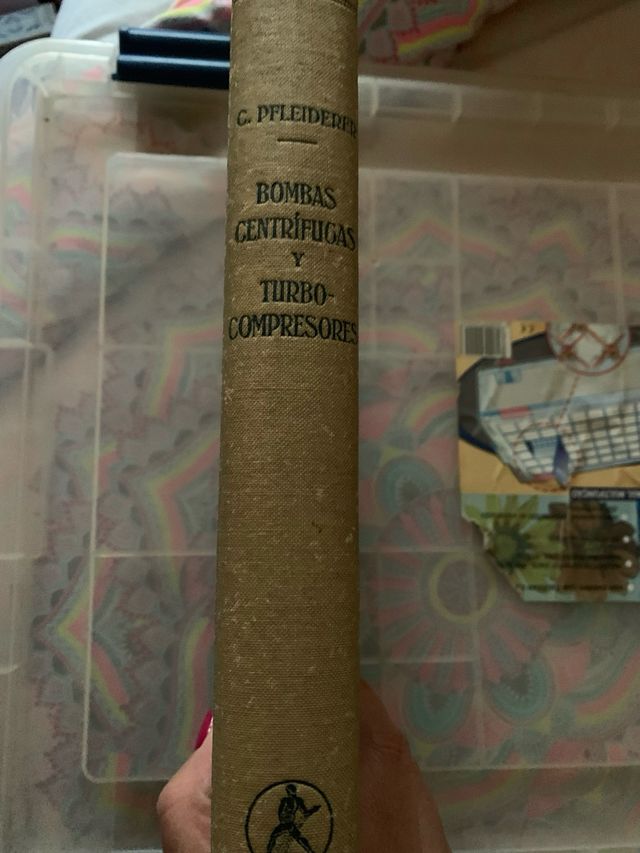 C. PFLEIDERER
BOMBAS
CENTRÍFUGAS
Y
TURBO-
COMPRESORES